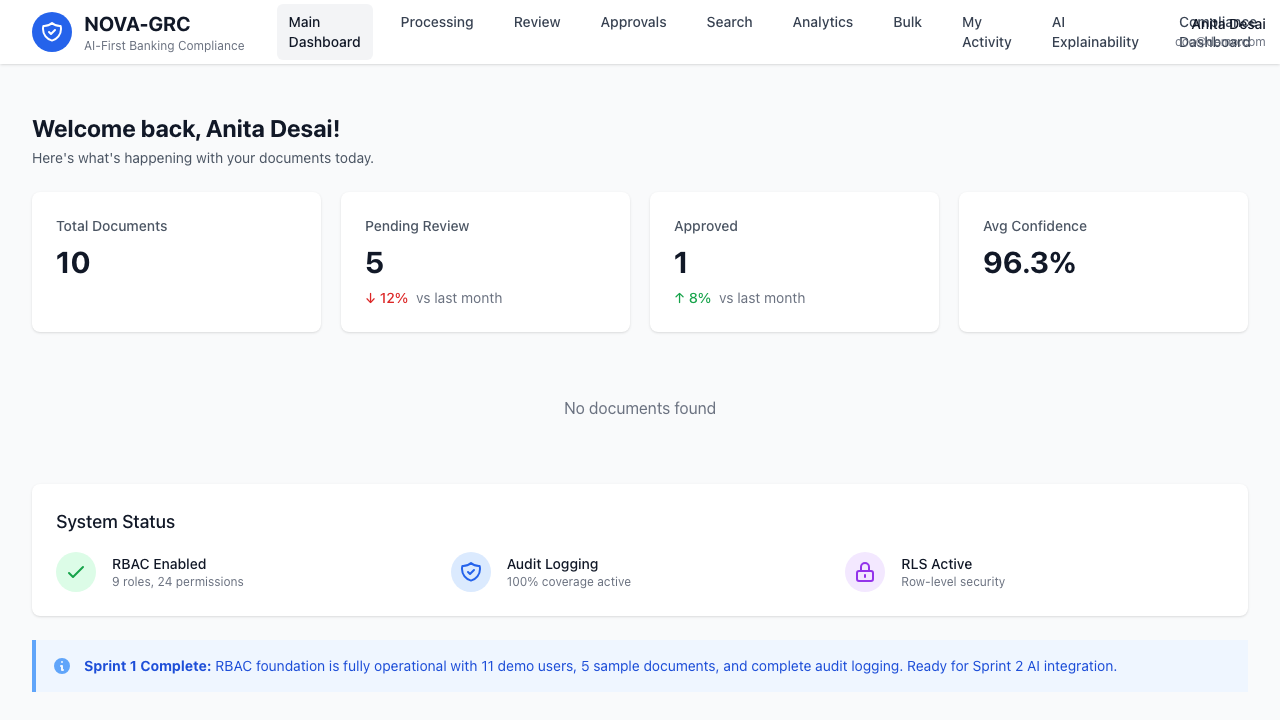 NOVA-GRC
AI-First Banking Compliance
Main
Dashboard
Processing
Review
Approvals
Search
Analytics
Bulk
My
Activity
AI
Explainability
Compliance
Dashboard
Anita Desai
Welcome back, Anita Desai!
Here's what's happening with your documents today.
Total Documents
10
Pending Review
5
↓ 12% vs last month
Approved
1
↑ 8% vs last month
Avg Confidence
96.3%
No documents found
System Status
RBAC Enabled
9 roles, 24 permissions
Audit Logging
100% coverage active
RLS Active
Row-level security
Sprint 1 Complete: RBAC foundation is fully operational with 11 demo users, 5 sample documents, and complete audit logging. Ready for Sprint 2 AI integration.